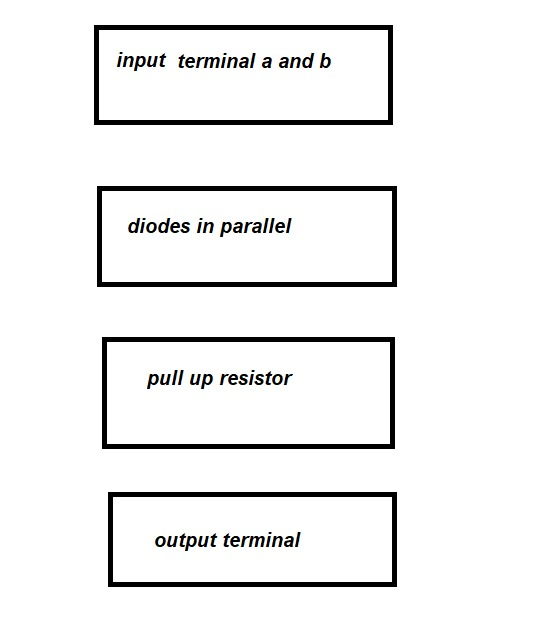 input terminal a and b
diodes in parallel
pull up resistor
output terminal